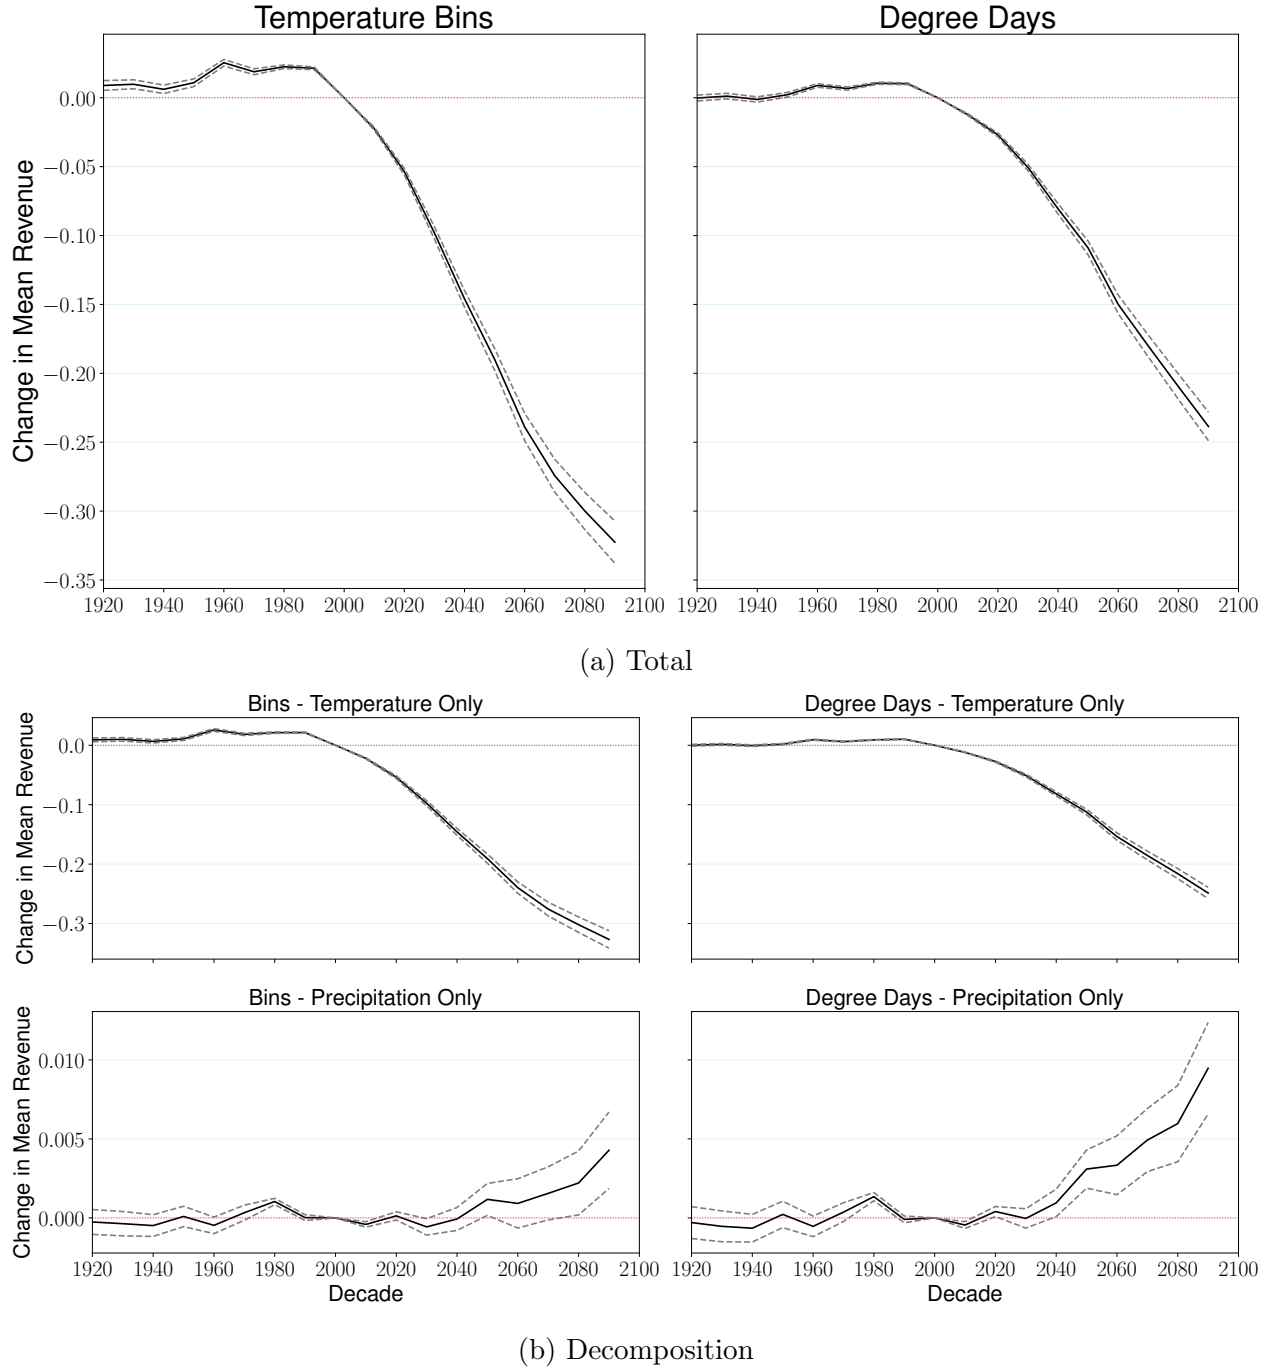 Temperature Bins
Degree Days
Change in Mean Revenue
0.00
−0.05
−0.10
−0.15
−0.20
−0.25
−0.30
−0.35
1920 1940 1960 1980 2000 2020 2040 2060 2080 2100
1920 1940 1960 1980 2000 2020 2040 2060 2080 2100
(a) Total
Bins - Temperature Only
Degree Days - Temperature Only
Change in Mean Revenue
0.0
−0.1
−0.2
−0.3
Bins - Precipitation Only
Degree Days - Precipitation Only
Change in Mean Revenue
0.010
0.005
0.000
1920 1940 1960 1980 2000 2020 2040 2060 2080 2100
1920 1940 1960 1980 2000 2020 2040 2060 2080 2100
Decade
Decade
(b) Decomposition